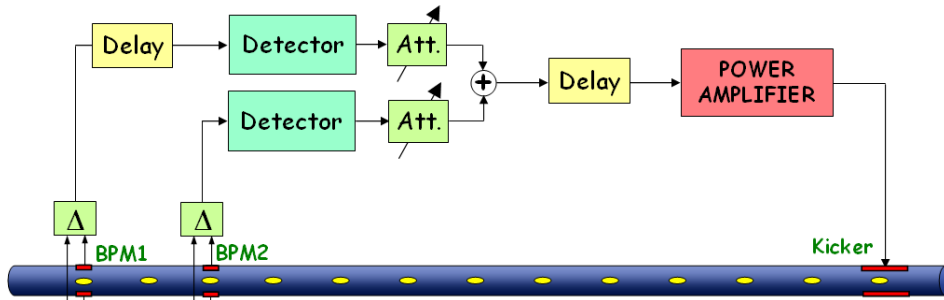 Delay
Detector
Att.
Detector
Att.
+
Delay
POWER
AMPLIFIER
Δ
BPM1
Δ
BPM2
Kicker